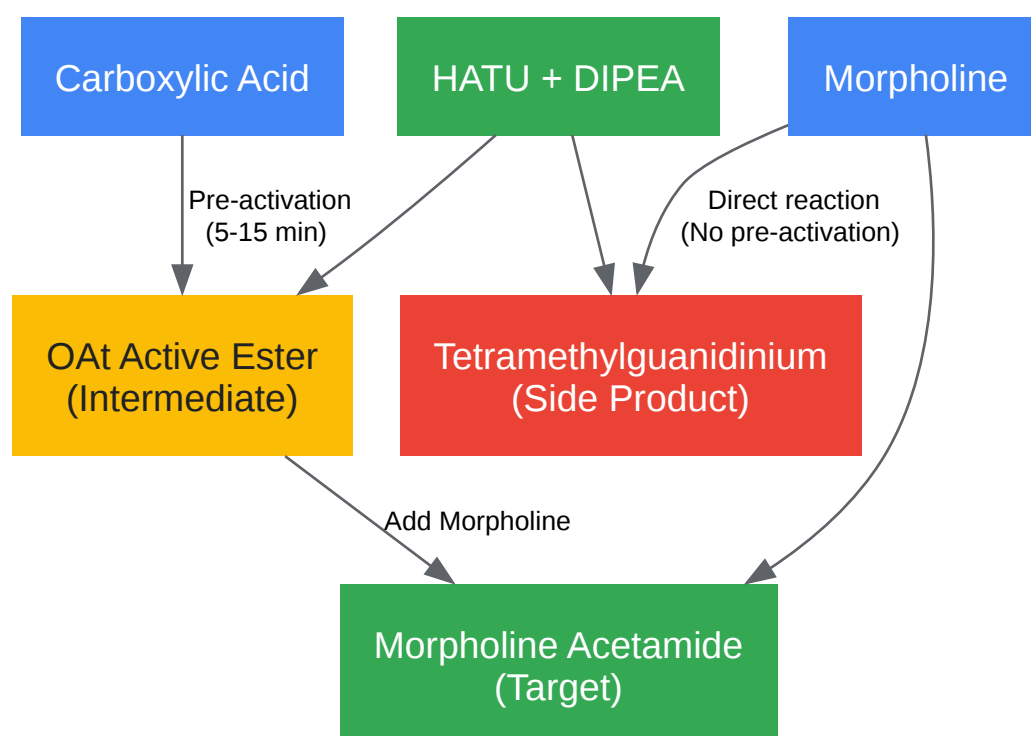 Carboxylic Acid
HATU + DIPEA
Morpholine
Pre-activation
(5-15 min)
Direct reaction
(No pre-activation)
OAt Active Ester
(Intermediate)
Tetramethylguanidinium
(Side Product)
Add Morpholine
Morpholine Acetamide
(Target)